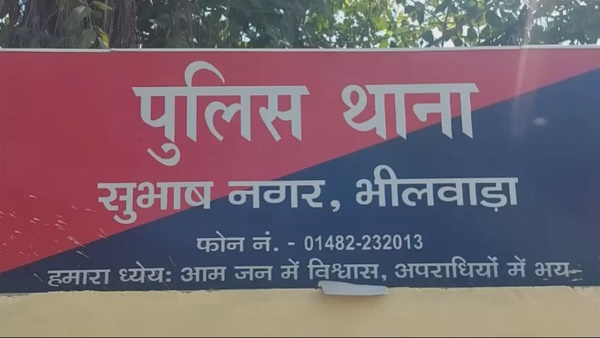 पुलिस थाना
सुभाष नगर, भीलवाड़ा
फोन नं. - 01482-232013
हमारा ध्येय: आम जन में विश्वास, अपराधियों में भय